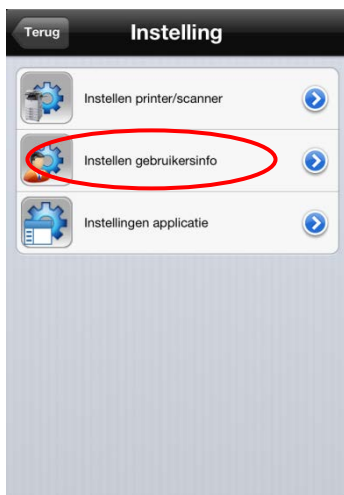 Terug
Instelling
Instellen printer/scanner
Instellen gebruikersinfo
Instellingen applicatie